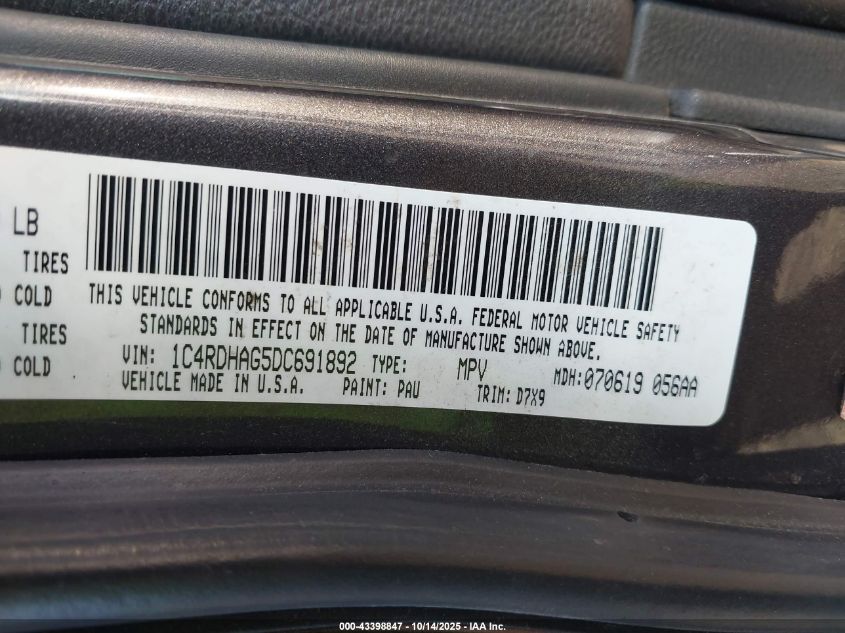 LB
TIRES
COLD
TIRES
COLD
THIS VEHICLE CONFORMS TO ALL APPLICABLE U.S.A. FEDERAL MOTOR VEHICLE SAFETY
STANDARDS IN EFFECT ON THE DATE OF MANUFACTURE SHOWN ABOVE.
VIN: 1C4RDHAG5DC691892 TYPE: MPV MDH:070619 056AA
VEHICLE MADE IN U.S.A. PAINT: PAU TRIM: D7X9
000-43398847 | 10/14/2025 - IAA Inc.